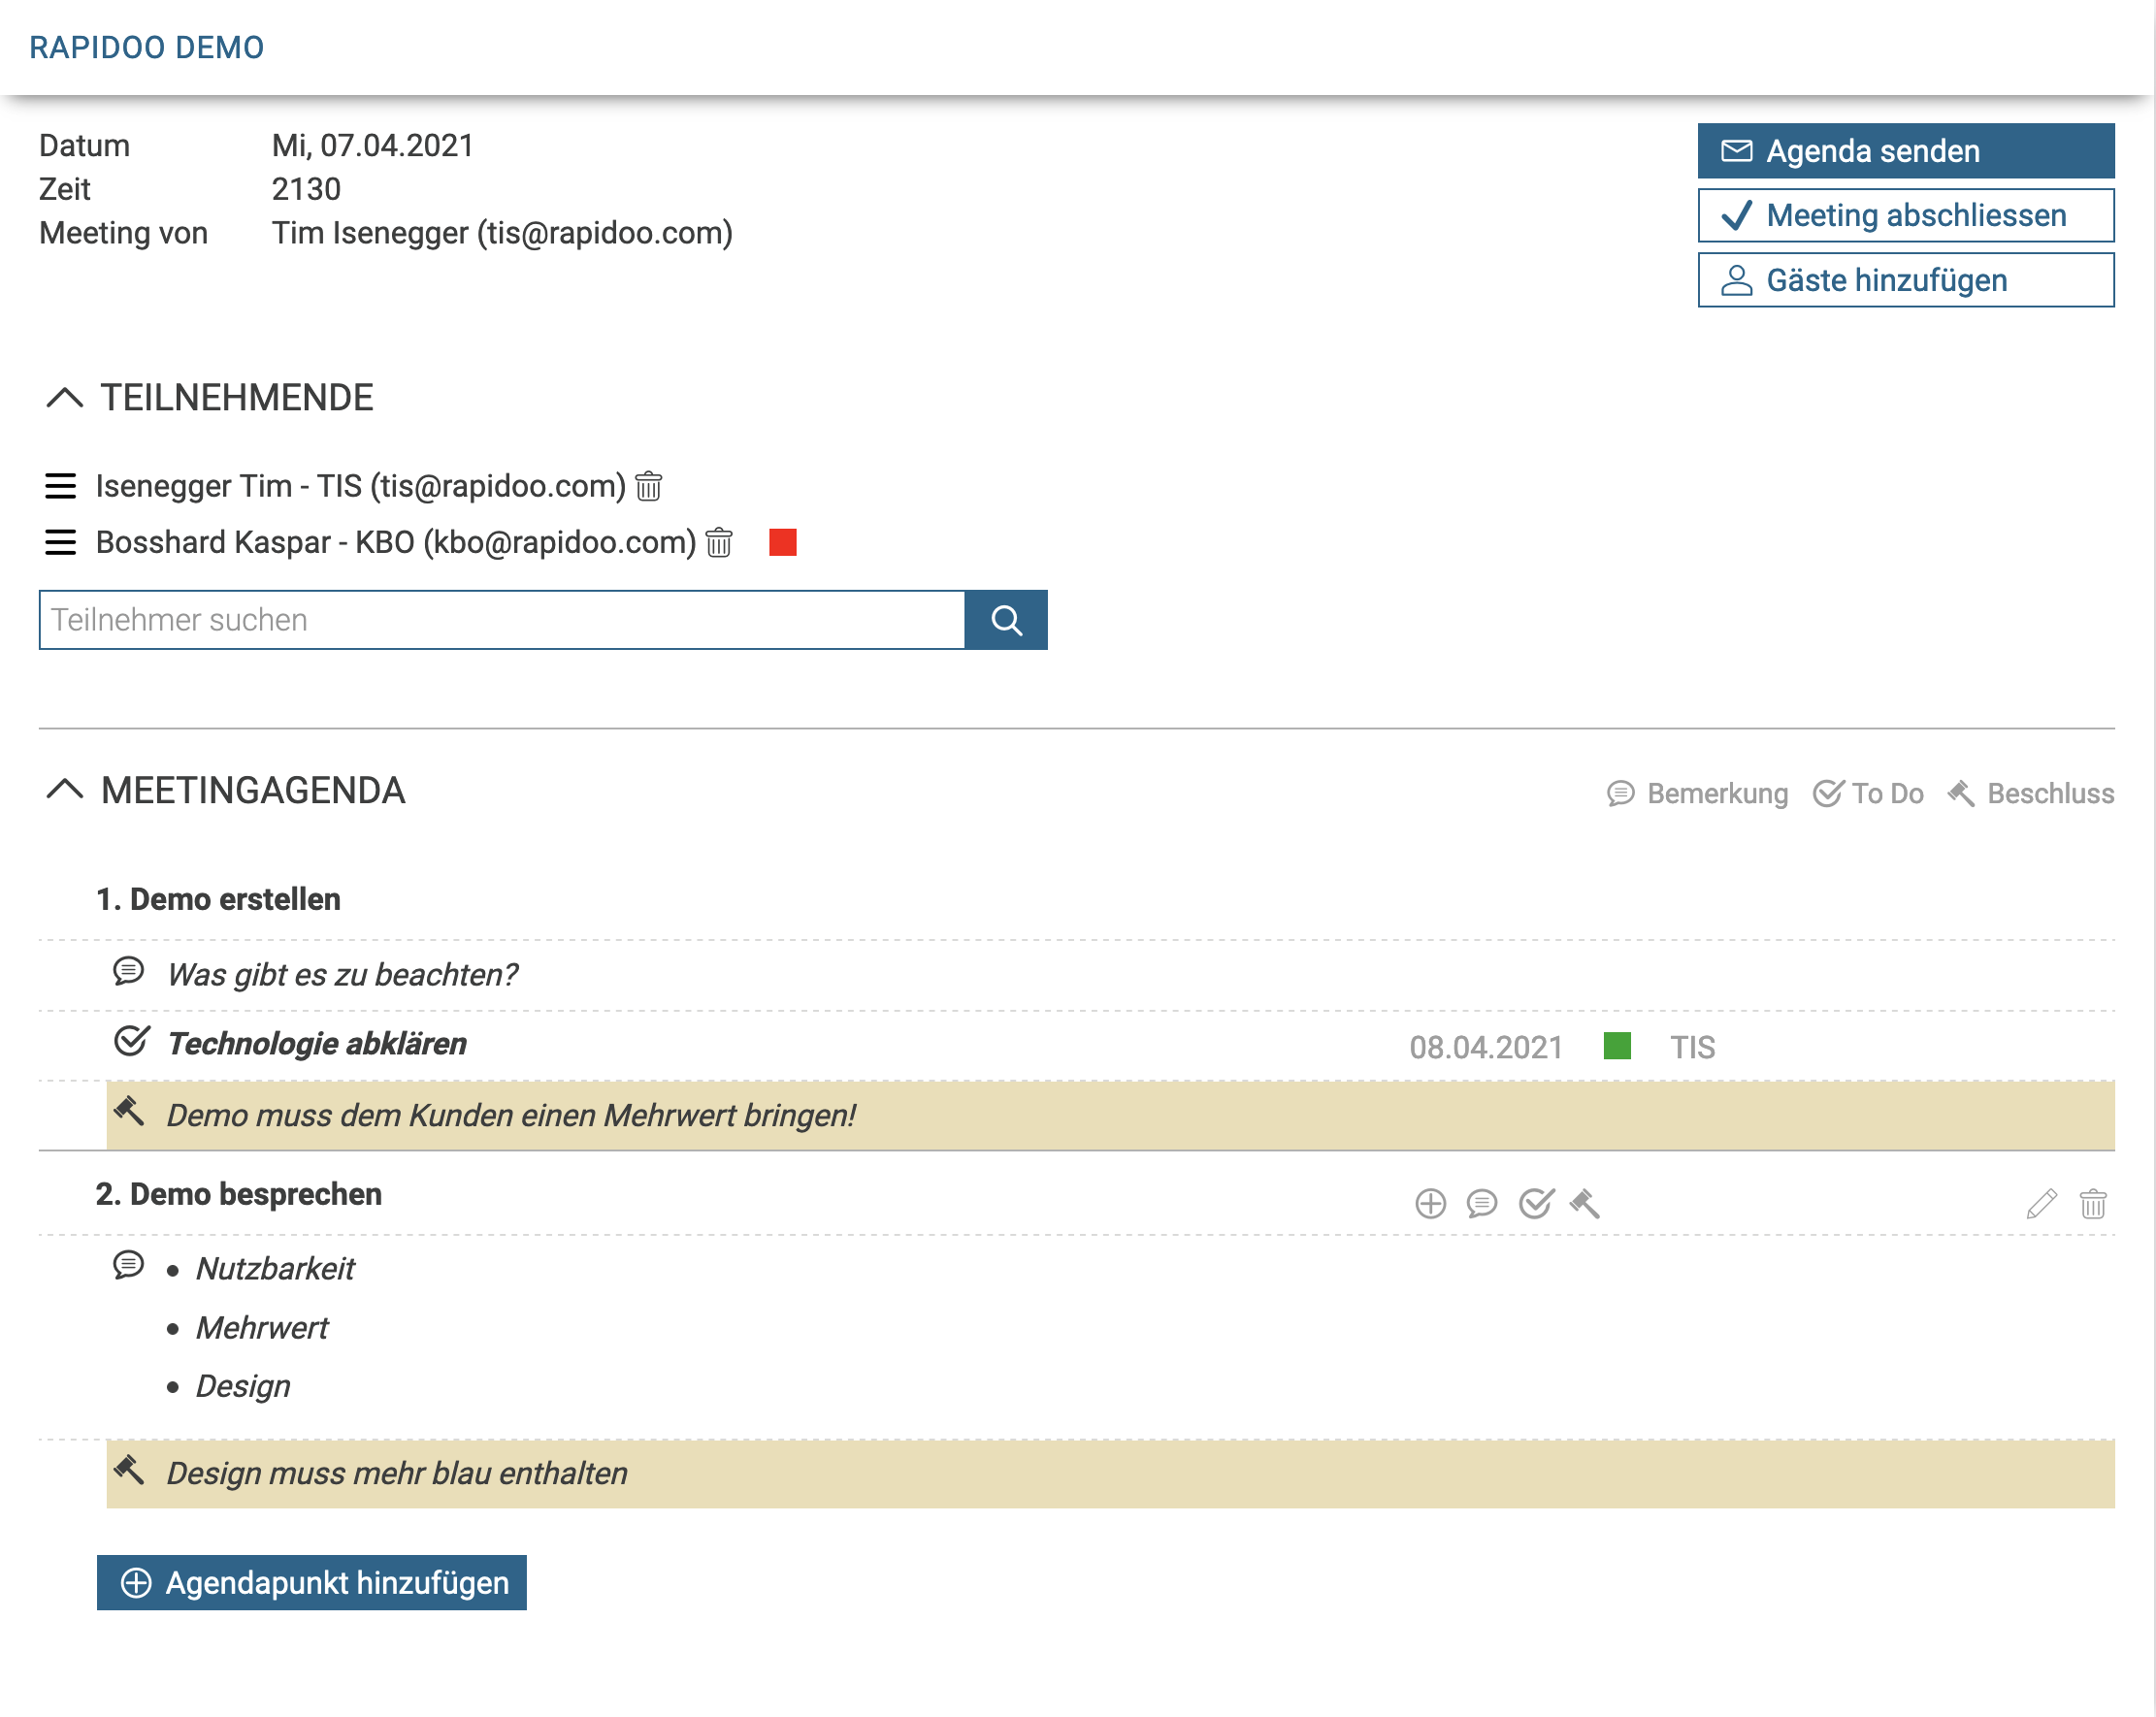 RAPIDOO DEMO
Datum Mi, 07.04.2021
Zeit 2130
Meeting von Tim Isenegger (tis@rapidoo.com)
Agenda senden
Meeting abschliessen
Gäste hinzufügen
TEILNEHMENDE
Isenegger Tim - TIS (tis@rapidoo.com)
Bosshard Kaspar - KBO (kbo@rapidoo.com)
Teilnehmer suchen
MEETINGAGENDA
Bemerkung To Do Beschluss
1. Demo erstellen
Was gibt es zu beachten?
Technologie abklären 08.04.2021 TIS
Demo muss dem Kunden einen Mehrwert bringen!
2. Demo besprechen
• Nutzbarkeit
• Mehrwert
• Design
Design muss mehr blau enthalten
Agendapunkt hinzufügen